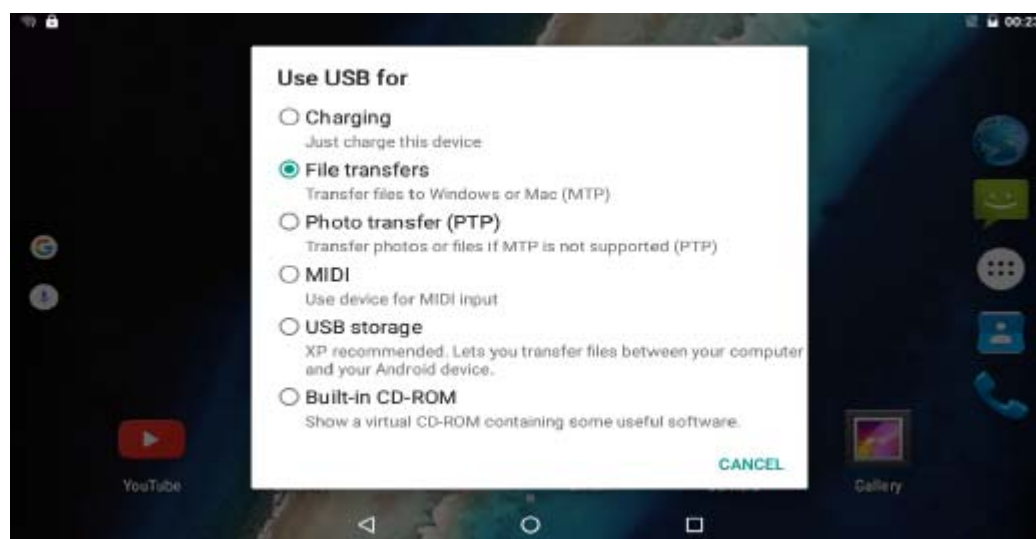 00:23
Use USB for
Charging
Just charge this device
File transfers
Transfer files to Windows or Mac (MTP)
Photo transfer (PTP)
Transfer photos or files if MTP is not supported (PTP)
MIDI
Use device for MIDI input
USB storage
XP recommended. Lets you transfer files between your computer
and your Android device.
Built-in CD-ROM
Show a virtual CD-ROM containing some useful software.
CANCEL
YouTube
Gallery